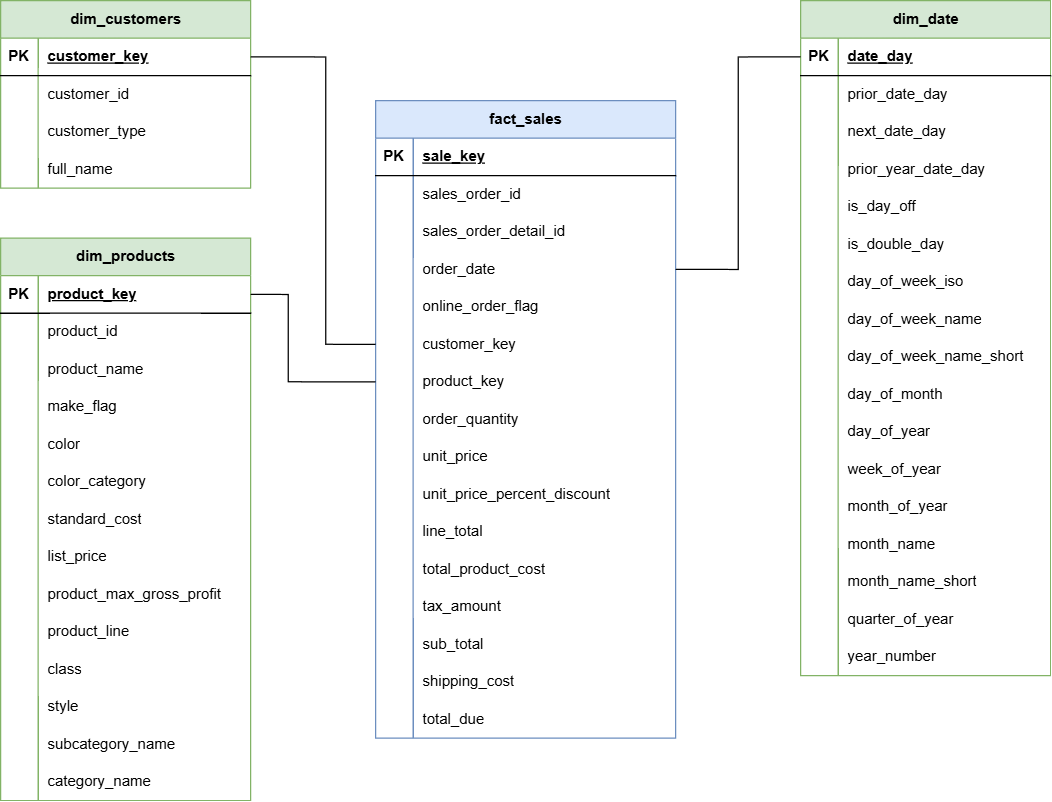 dim_customers
PK customer_key
customer_id
customer_type
full_name
dim_products
PK product_key
product_id
product_name
make_flag
color
color_category
standard_cost
list_price
product_max_gross_profit
product_line
class
style
subcategory_name
category_name
fact_sales
PK sale_key
sales_order_id
sales_order_detail_id
order_date
online_order_flag
customer_key
product_key
order_quantity
unit_price
unit_price_percent_discount
line_total
total_product_cost
tax_amount
sub_total
shipping_cost
total_due
dim_date
PK date_day
prior_date_day
next_date_day
prior_year_date_day
is_day_off
is_double_day
day_of_week_iso
day_of_week_name
day_of_week_name_short
day_of_month
day_of_year
week_of_year
month_of_year
month_name
month_name_short
quarter_of_year
year_number